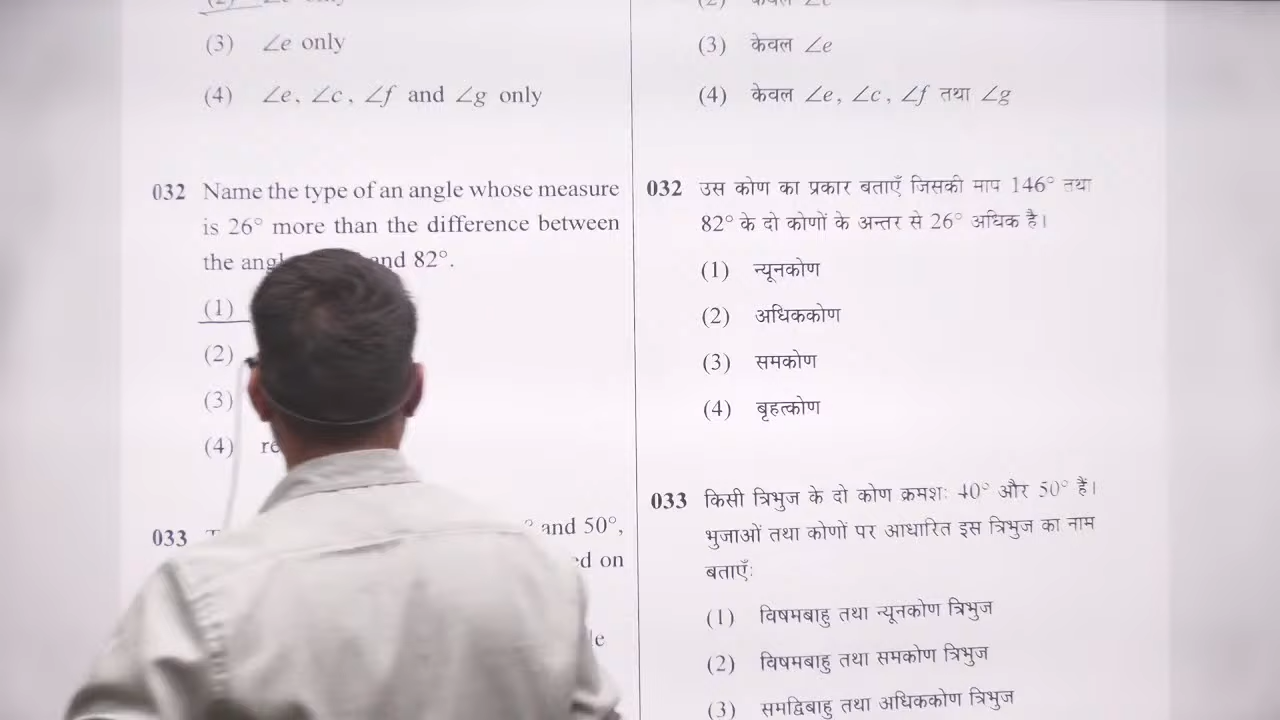 (3) ∠e only
(4) ∠e, ∠c, ∠f and ∠g only
032 Name the type of an angle whose measure
is 26° more than the difference between
the and 82°.
(1)
(2)
(3)
(4)
033 and 50°,
on
(3) केवल ∠e
(4) केवल ∠e, ∠c, ∠f तथा ∠g
032 उस कोण का प्रकार बताएँ जिसकी माप 146° तथा
82° के दो कोणों के अन्तर से 26° अधिक है।
(1) न्यूनकोण
(2) अधिककोण
(3) समकोण
(4) बृहत्कोण
033 किसी त्रिभुज के दो कोण क्रमशः 40° और 50° हैं।
भुजाओं तथा कोणों पर आधारित इस त्रिभुज का नाम
बताएँः
(1) विषमबाहु तथा न्यूनकोण त्रिभुज
(2) विषमबाहु तथा समकोण त्रिभुज
(3) समद्विबाहु तथा अधिककोण त्रिभुज